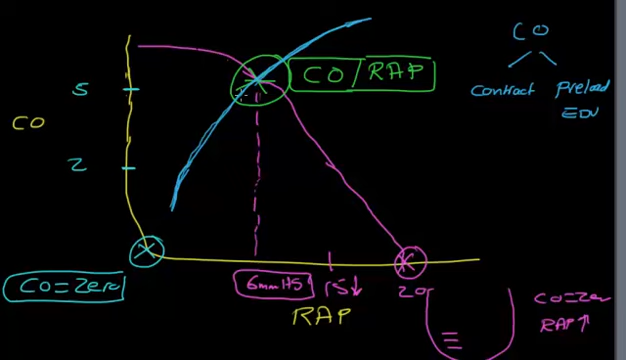 CO
Contract Preload
EDV
CO/RAP
5
CO
2
CO=Zero
6mmHg
15↓
20
RAP
CO=Zero
RAP↑